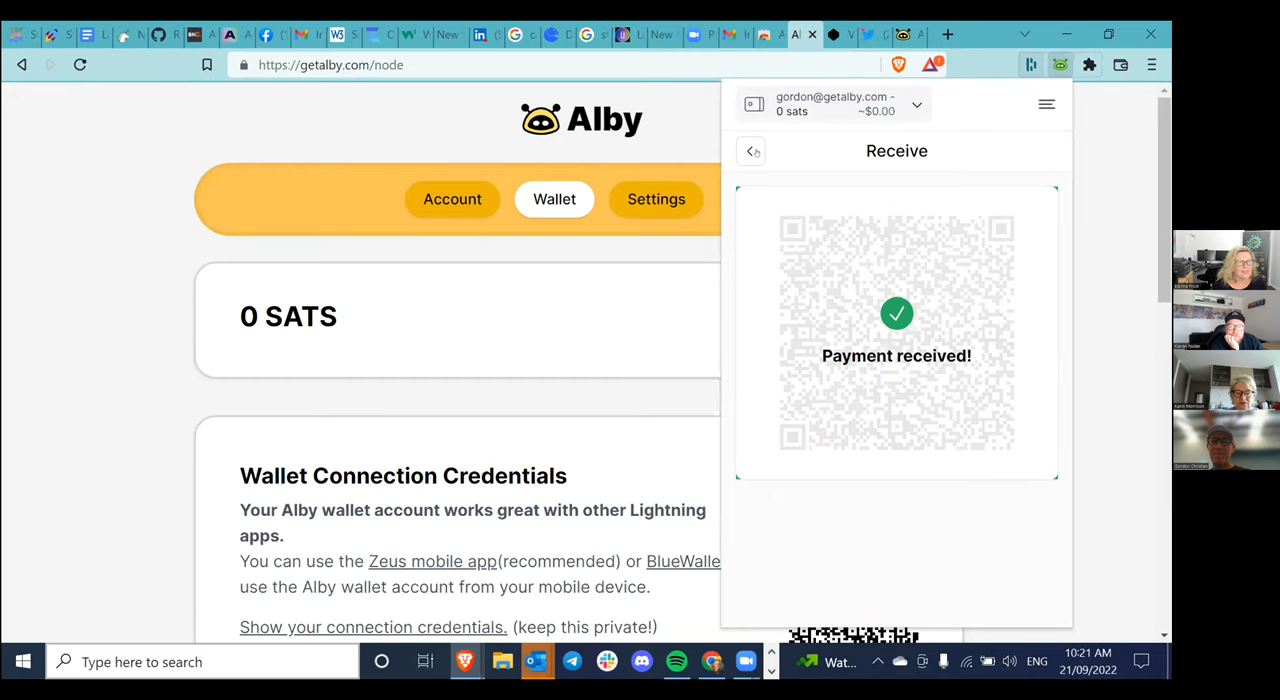 New
New
https://getalby.com/node
gordon@getalby.com -
0 sats
~$0.00
Alby
Receive
Account
Wallet
Settings
0 SATS
Payment received!
Wallet Connection Credentials
Your Alby wallet account works great with other Lightning
apps.
You can use the Zeus mobile app(recommended) or BlueWalle
use the Alby wallet account from your mobile device.
Show your connection credentials. (keep this private!)
Type here to search
Wat...
ENG
10:21 AM
21/09/2022